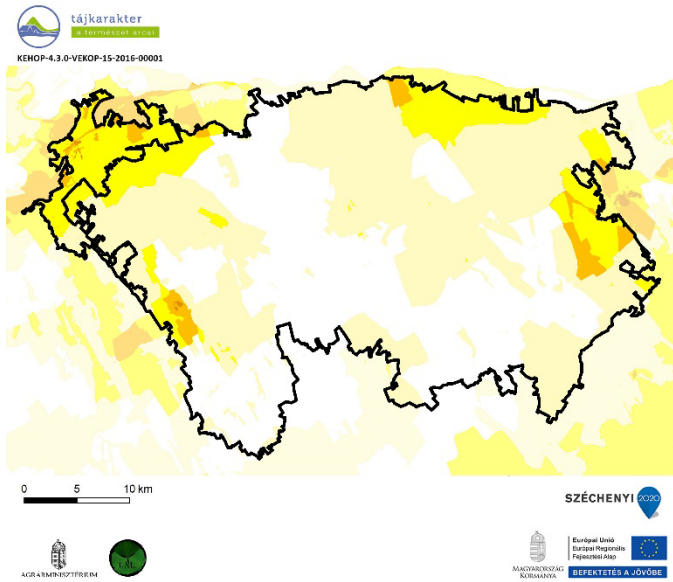 tájkarakter
a természet arcai
KEHOP-4.3.0-VEKOP-15-2016-00001
0 5 10 km
SZÉCHENYI 2020
AGRÁRMINISZTÉRIUM
MAGYARORSZÁG
KORMÁNYA
Európai Unió
Európai Regionális
Fejlesztési Alap
BEFEKTETÉS A JÖVŐBE